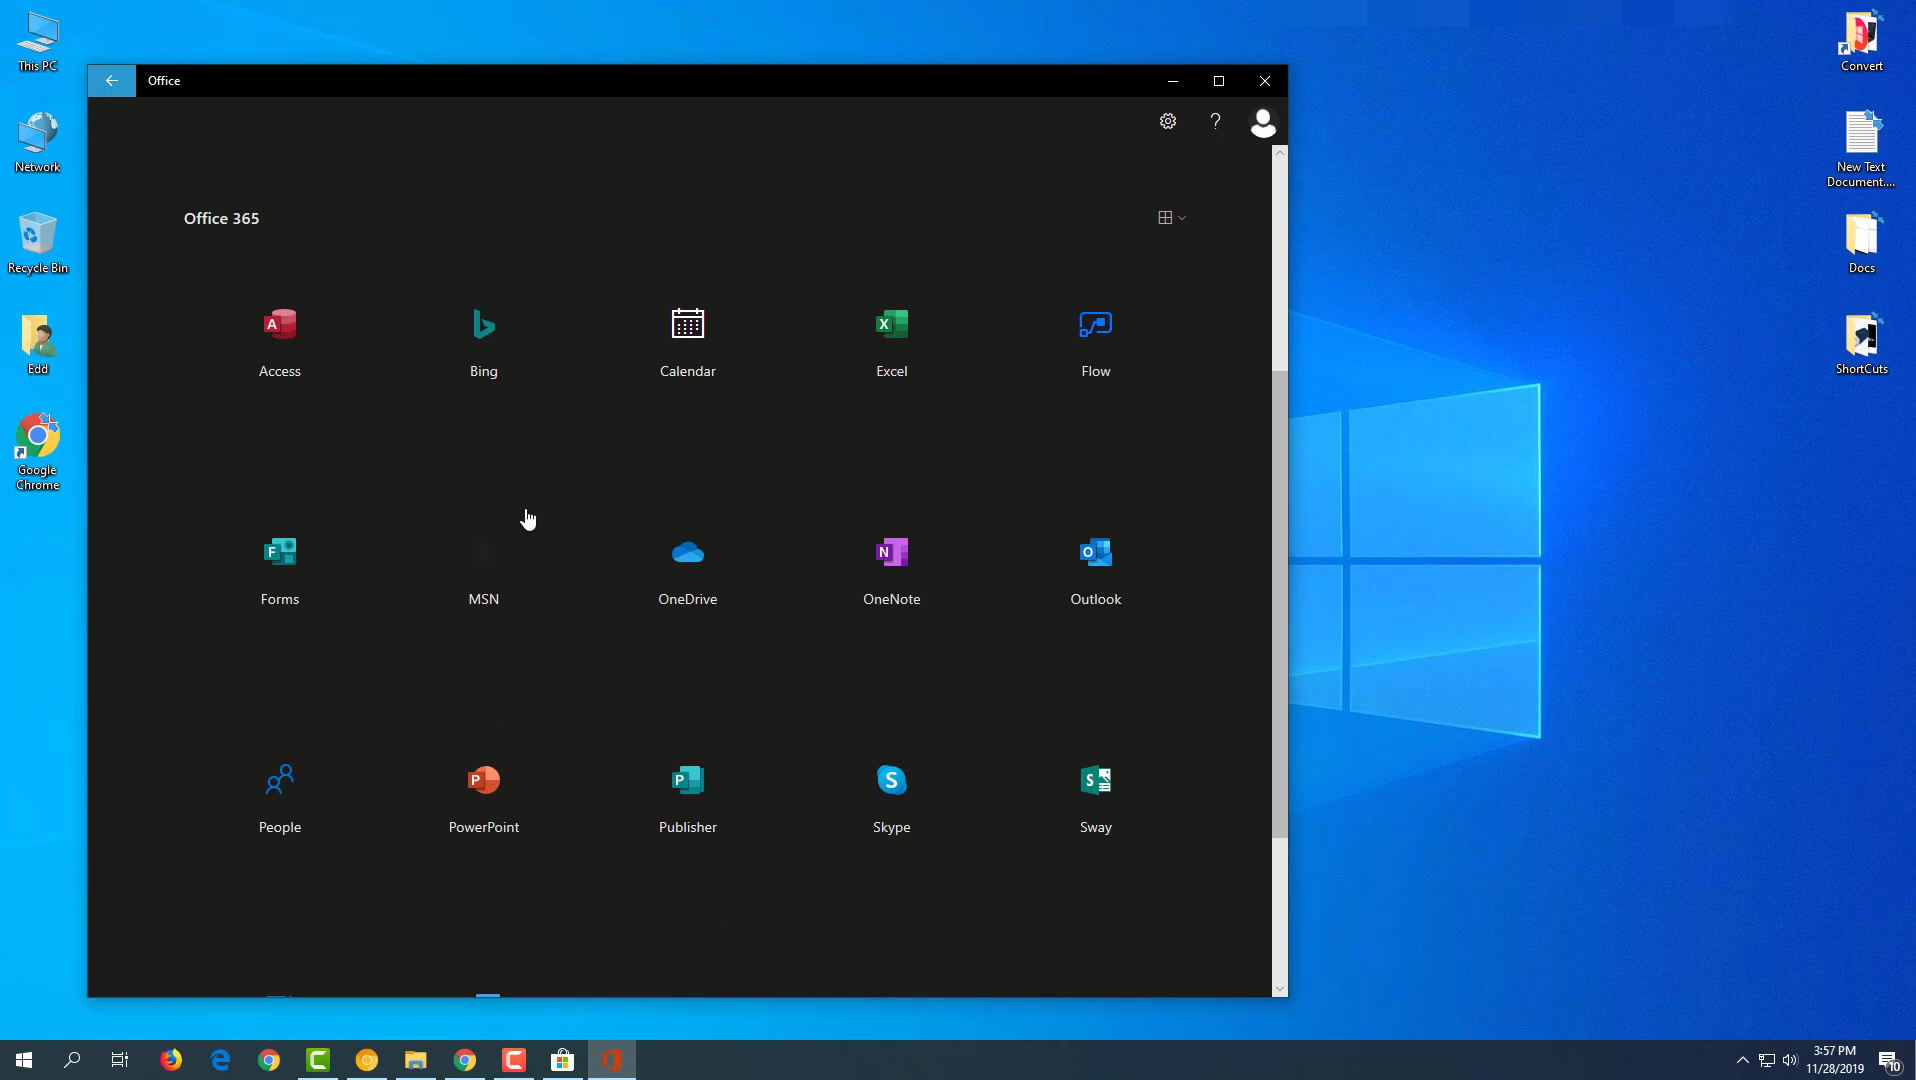 This PC
Network
Recycle Bin
Edd
Google
Chrome
Office
?
Office 365
A
Access
Bing
Calendar
X
Excel
Flow
F
Forms
MSN
OneDrive
N
OneNote
O
Outlook
People
P
PowerPoint
P
Publisher
S
Skype
S
Sway
Convert
New Text
Document....
Docs
ShortCuts
3:57 PM
11/28/2019
10